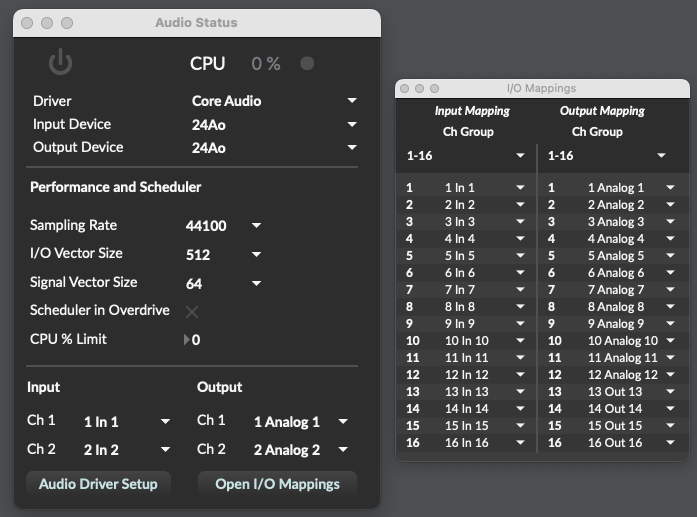 Audio Status
CPU 0 %
Driver Core Audio
Input Device 24Ao
Output Device 24Ao
Performance and Scheduler
Sampling Rate 44100
I/O Vector Size 512
Signal Vector Size 64
Scheduler in Overdrive
CPU % Limit 0
Input Output
Ch 1 1 In 1 Ch 1 1 Analog 1
Ch 2 2 In 2 Ch 2 2 Analog 2
Audio Driver Setup Open I/O Mappings
I/O Mappings
Input Mapping Output Mapping
Ch Group Ch Group
1-16 1-16
1 1 In 1 1 1 Analog 1
2 2 In 2 2 2 Analog 2
3 3 In 3 3 3 Analog 3
4 4 In 4 4 4 Analog 4
5 5 In 5 5 5 Analog 5
6 6 In 6 6 6 Analog 6
7 7 In 7 7 7 Analog 7
8 8 In 8 8 8 Analog 8
9 9 In 9 9 9 Analog 9
10 10 In 10 10 10 Analog 10
11 11 In 11 11 11 Analog 11
12 12 In 12 12 12 Analog 12
13 13 In 13 13 13 Out 13
14 14 In 14 14 14 Out 14
15 15 In 15 15 15 Out 15
16 16 In 16 16 16 Out 16